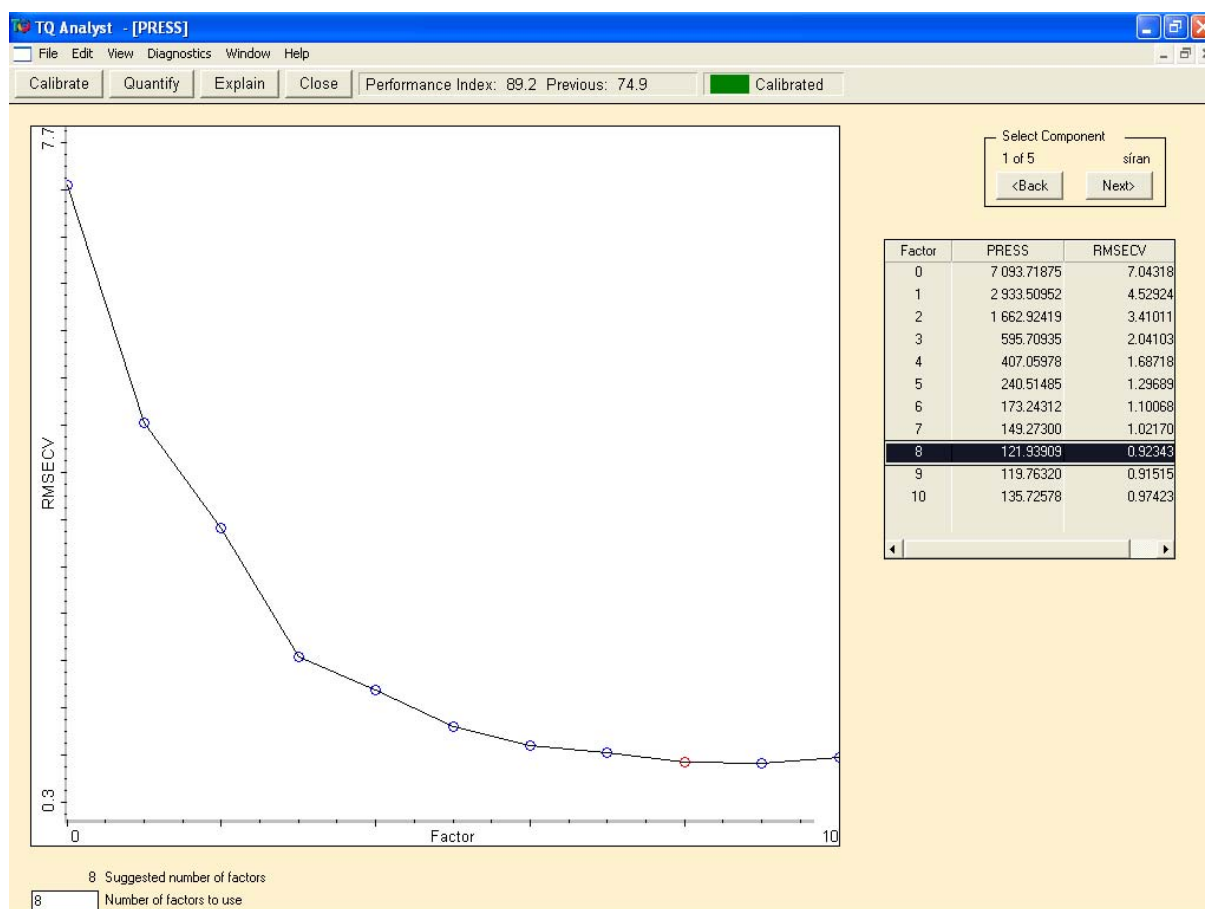 TQ Analyst - [PRESS]
File Edit View Diagnostics Window Help
Calibrate Quantify Explain Close Performance Index: 89.2 Previous: 74.9 Calibrated
7.7
RMSECV
0.3
0 Factor 10
Select Component
1 of 5 síran
<Back Next>
Factor PRESS RMSECV
0 7 093.71875 7.04318
1 2 933.50952 4.52924
2 1 662.92419 3.41011
3 595.70935 2.04103
4 407.05978 1.68718
5 240.51485 1.29689
6 173.24312 1.10068
7 149.27300 1.02170
8 121.93909 0.92343
9 119.76320 0.91515
10 135.72578 0.97423
8 Suggested number of factors
8 Number of factors to use